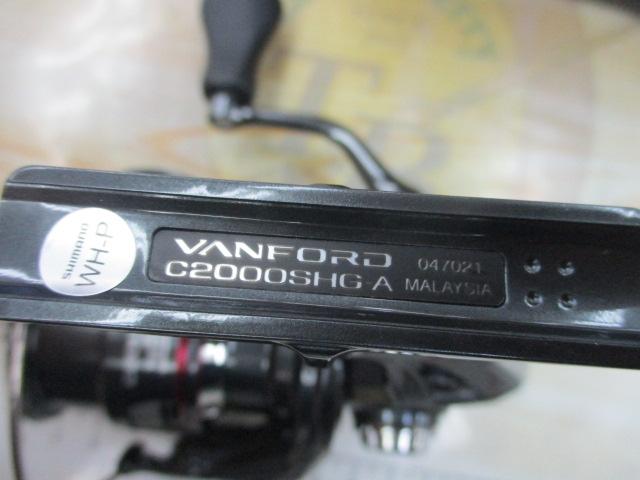 SHIMANO
WH-P
VANFORD
047021
C2000SHG-A
MALAYSIA